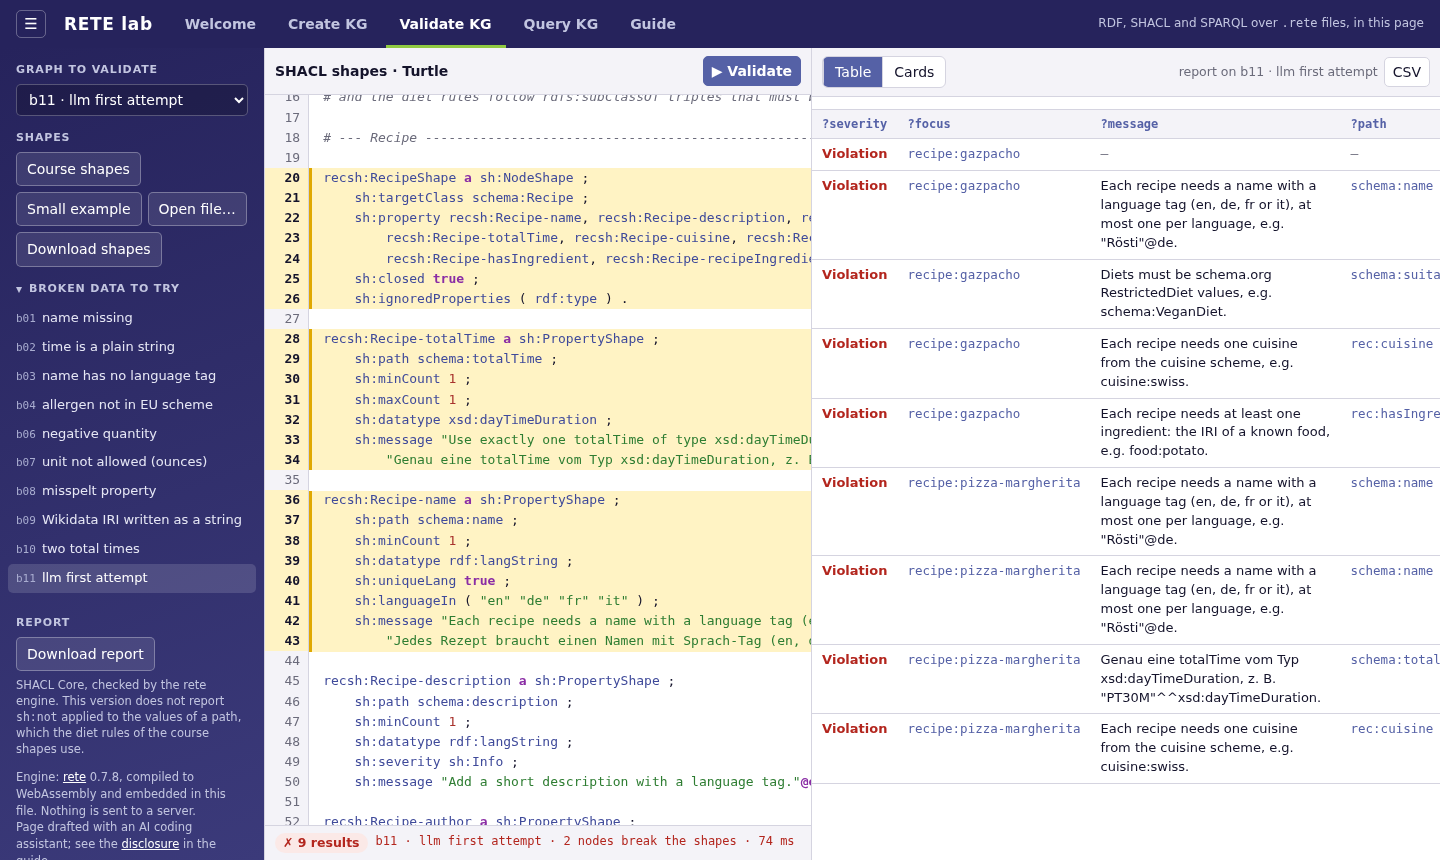 ☰ RETE lab Welcome Create KG Validate KG Query KG Guide RDF, SHACL and SPARQL over .rete files, in this page
GRAPH TO VALIDATE
b11 · llm first attempt
SHAPES
Course shapes
Small example Open file…
Download shapes
▾ BROKEN DATA TO TRY
b01 name missing
b02 time is a plain string
b03 name has no language tag
b04 allergen not in EU scheme
b06 negative quantity
b07 unit not allowed (ounces)
b08 misspelt property
b09 Wikidata IRI written as a string
b10 two total times
b11 llm first attempt
REPORT
Download report
SHACL Core, checked by the rete
engine. This version does not report
sh:not applied to the values of a path,
which the diet rules of the course
shapes use.
Engine: rete 0.7.8, compiled to
WebAssembly and embedded in this
file. Nothing is sent to a server.
Page drafted with an AI coding
assistant; see the disclosure in the
guide.
SHACL shapes · Turtle ▶ Validate
16 # and the diet rules follow rdfs:subClassOf triples that must
17
18 # --- Recipe -------------------------------------------------
19
20 recsh:RecipeShape a sh:NodeShape ;
21 sh:targetClass schema:Recipe ;
22 sh:property recsh:Recipe-name, recsh:Recipe-description, re
23 recsh:Recipe-totalTime, recsh:Recipe-cuisine, recsh:Rec
24 recsh:Recipe-hasIngredient, recsh:Recipe-recipeIngredie
25 sh:closed true ;
26 sh:ignoredProperties ( rdf:type ) .
27
28 recsh:Recipe-totalTime a sh:PropertyShape ;
29 sh:path schema:totalTime ;
30 sh:minCount 1 ;
31 sh:maxCount 1 ;
32 sh:datatype xsd:dayTimeDuration ;
33 sh:message "Use exactly one totalTime of type xsd:dayTimeDu
34 "Genau eine totalTime vom Typ xsd:dayTimeDuration, z.
35
36 recsh:Recipe-name a sh:PropertyShape ;
37 sh:path schema:name ;
38 sh:minCount 1 ;
39 sh:datatype rdf:langString ;
40 sh:uniqueLang true ;
41 sh:languageIn ( "en" "de" "fr" "it" ) ;
42 sh:message "Each recipe needs a name with a language tag (e
43 "Jedes Rezept braucht einen Namen mit Sprach-Tag (en,
44
45 recsh:Recipe-description a sh:PropertyShape ;
46 sh:path schema:description ;
47 sh:minCount 1 ;
48 sh:datatype rdf:langString ;
49 sh:severity sh:Info ;
50 sh:message "Add a short description with a language tag."@e
51
52 recsh:Recipe-author a sh:PropertyShape ;
✗ 9 results b11 · llm first attempt · 2 nodes break the shapes · 74 ms
Table Cards report on b11 · llm first attempt CSV
?severity ?focus ?message ?path
Violation recipe:gazpacho — —
Violation recipe:gazpacho Each recipe needs a name with a schema:name
language tag (en, de, fr or it), at
most one per language, e.g.
"Rösti"@de.
Violation recipe:gazpacho Diets must be schema.org schema:suita
RestrictedDiet values, e.g.
schema:VeganDiet.
Violation recipe:gazpacho Each recipe needs one cuisine rec:cuisine
from the cuisine scheme, e.g.
cuisine:swiss.
Violation recipe:gazpacho Each recipe needs at least one rec:hasIngre
ingredient: the IRI of a known food,
e.g. food:potato.
Violation recipe:pizza-margherita Each recipe needs a name with a schema:name
language tag (en, de, fr or it), at
most one per language, e.g.
"Rösti"@de.
Violation recipe:pizza-margherita Each recipe needs a name with a schema:name
language tag (en, de, fr or it), at
most one per language, e.g.
"Rösti"@de.
Violation recipe:pizza-margherita Genau eine totalTime vom Typ schema:total
xsd:dayTimeDuration, z. B.
"PT30M"^^xsd:dayTimeDuration.
Violation recipe:pizza-margherita Each recipe needs one cuisine rec:cuisine
from the cuisine scheme, e.g.
cuisine:swiss.